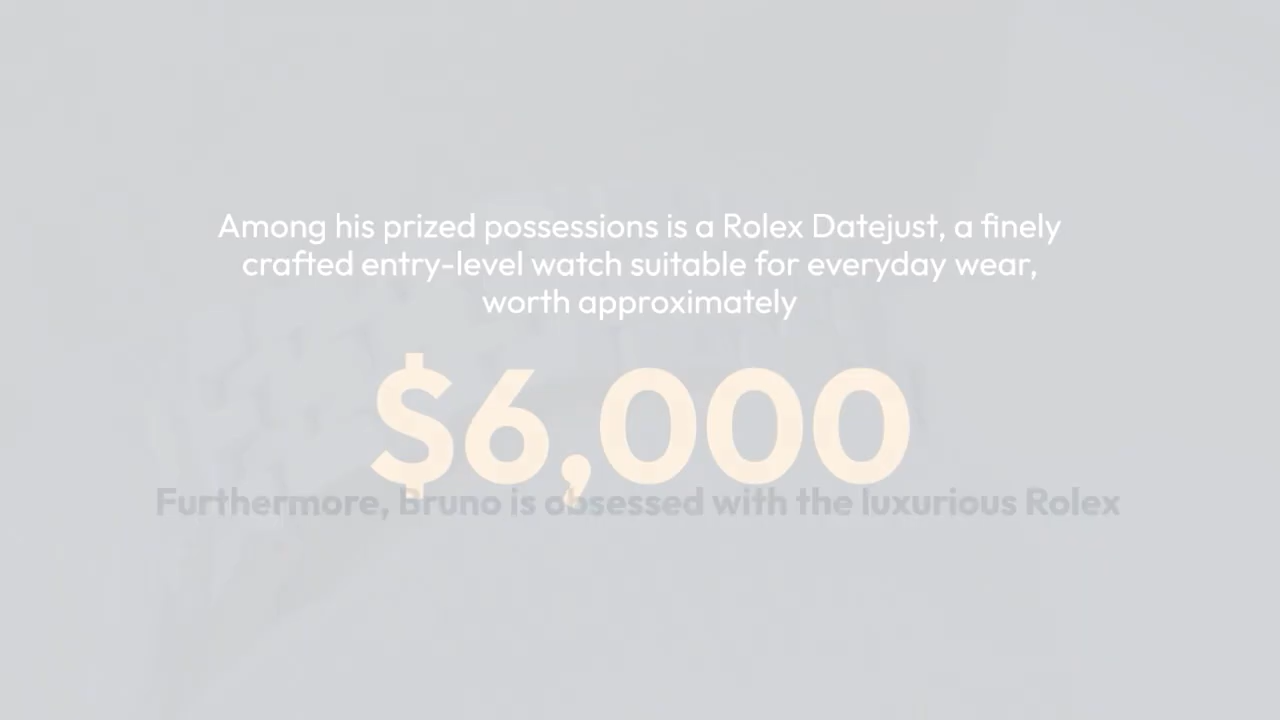 Among his prized possessions is a Rolex Datejust, a finely
crafted entry-level watch suitable for everyday wear,
worth approximately
$6,000
Furthermore, Bruno is obsessed with the luxurious Rolex